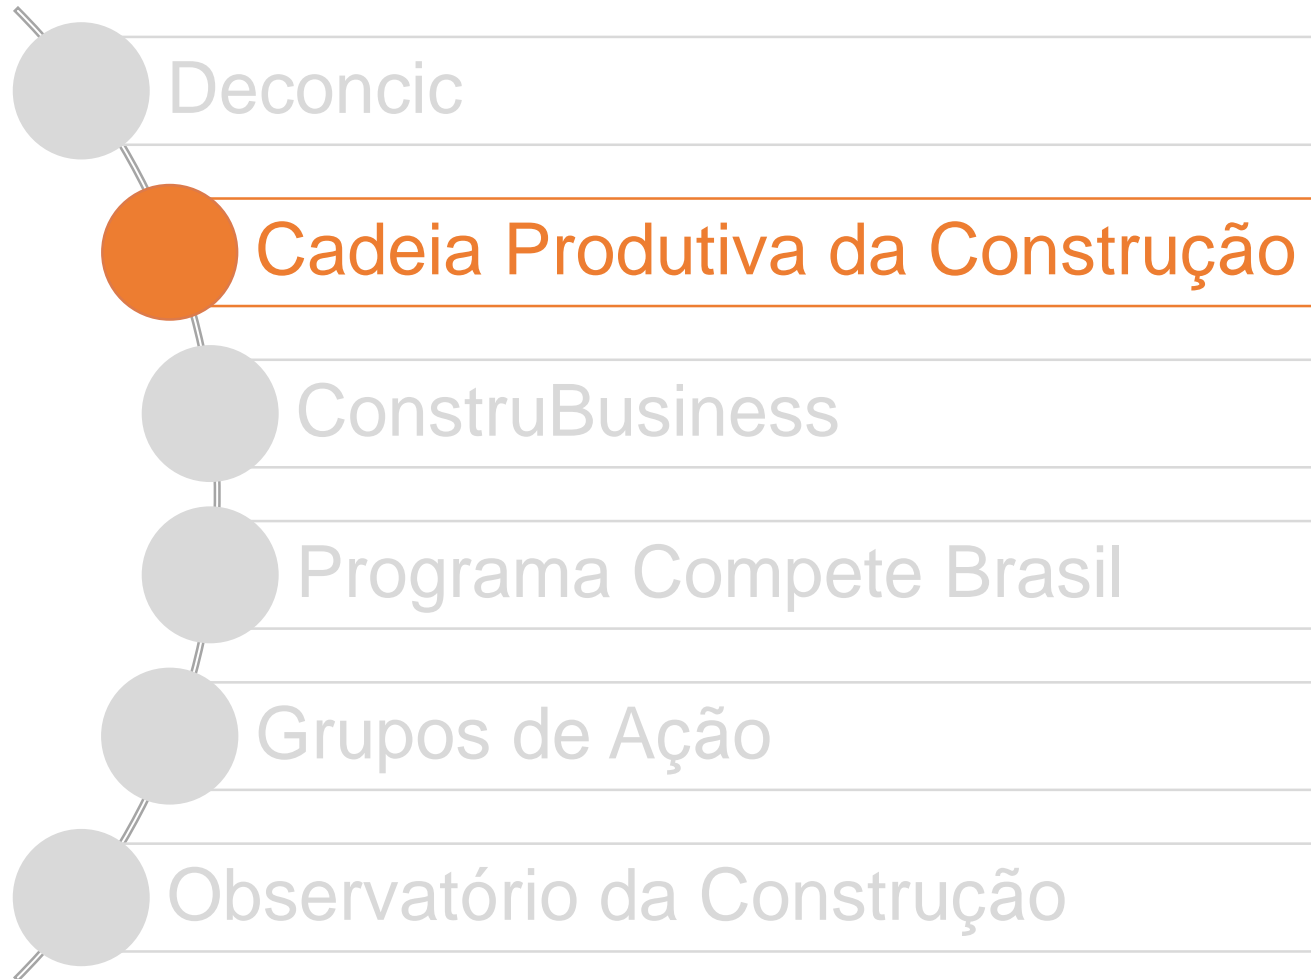 Deconcic
Cadeia Produtiva da Construção
ConstruBusiness
Programa Compete Brasil
Grupos de Ação
Observatório da Construção